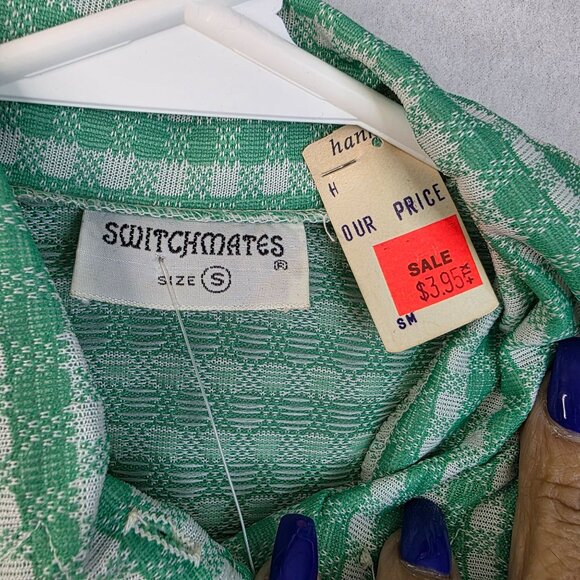 SWITCHMATES
SIZE S
®
H
OUR PRICE
SALE
$3.95
SM